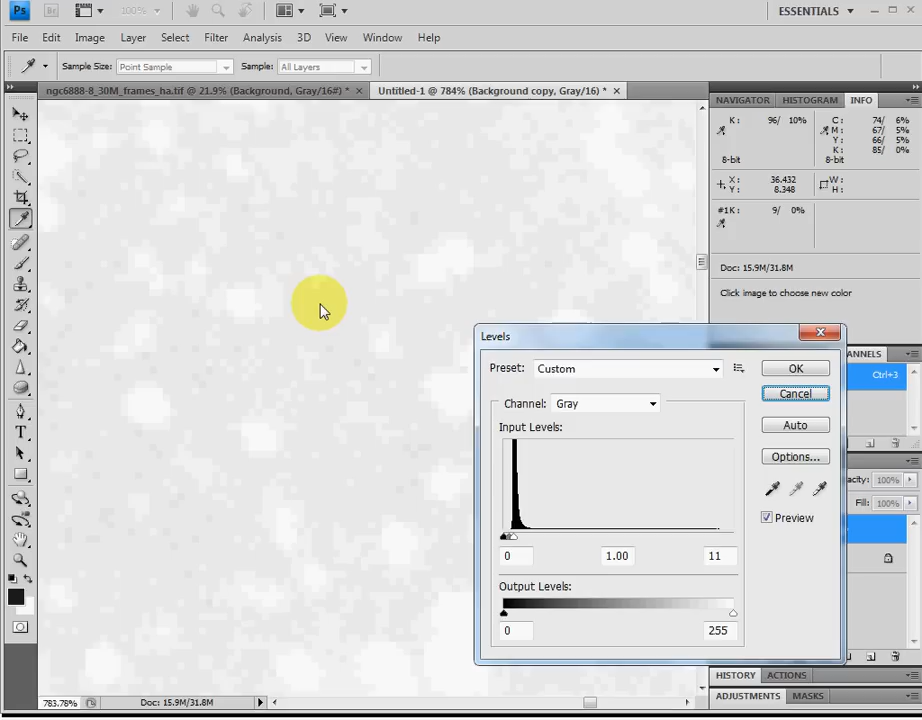 Ps Br 100% ESSENTIALS
File Edit Image Layer Select Filter Analysis 3D View Window Help
Sample Size: Point Sample Sample: All Layers
ngc6888-8_30M_frames_ha.tif @ 21.9% (Background, Gray/16#) * × Untitled-1 @ 784% (Background copy, Gray/16) * ×
NAVIGATOR HISTOGRAM INFO
K: 96/ 10% C: 74/ 6%
M: 67/ 5%
Y: 66/ 5%
K: 85/ 0%
8-bit 8-bit
X: 36.432 W:
Y: 8.348 H:
#1K: 9/ 0%
Doc: 15.9M/31.8M
Click image to choose new color
Levels
Preset: Custom OK
Channel: Gray Cancel
Input Levels: Auto
Options...
Preview
0 1.00 11
Output Levels:
0 255
ANNELS
Ctrl+3
acity: 100%
Fill: 100%
HISTORY ACTIONS
ADJUSTMENTS MASKS
783.78% Doc: 15.9M/31.8M